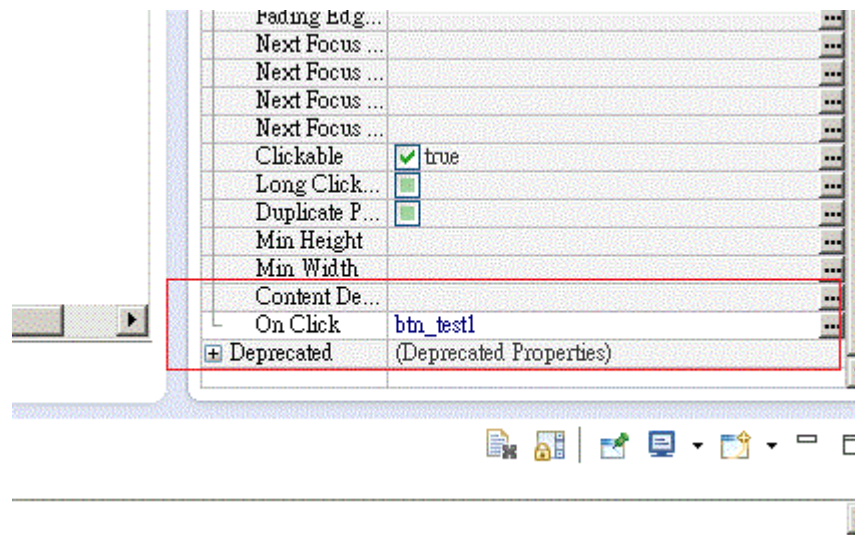 Fading Edg...
Next Focus ...
Next Focus ...
Next Focus ...
Next Focus ...
Clickable true
Long Click...
Duplicate P...
Min Height
Min Width
Content De...
On Click btn_test1
Deprecated (Deprecated Properties)